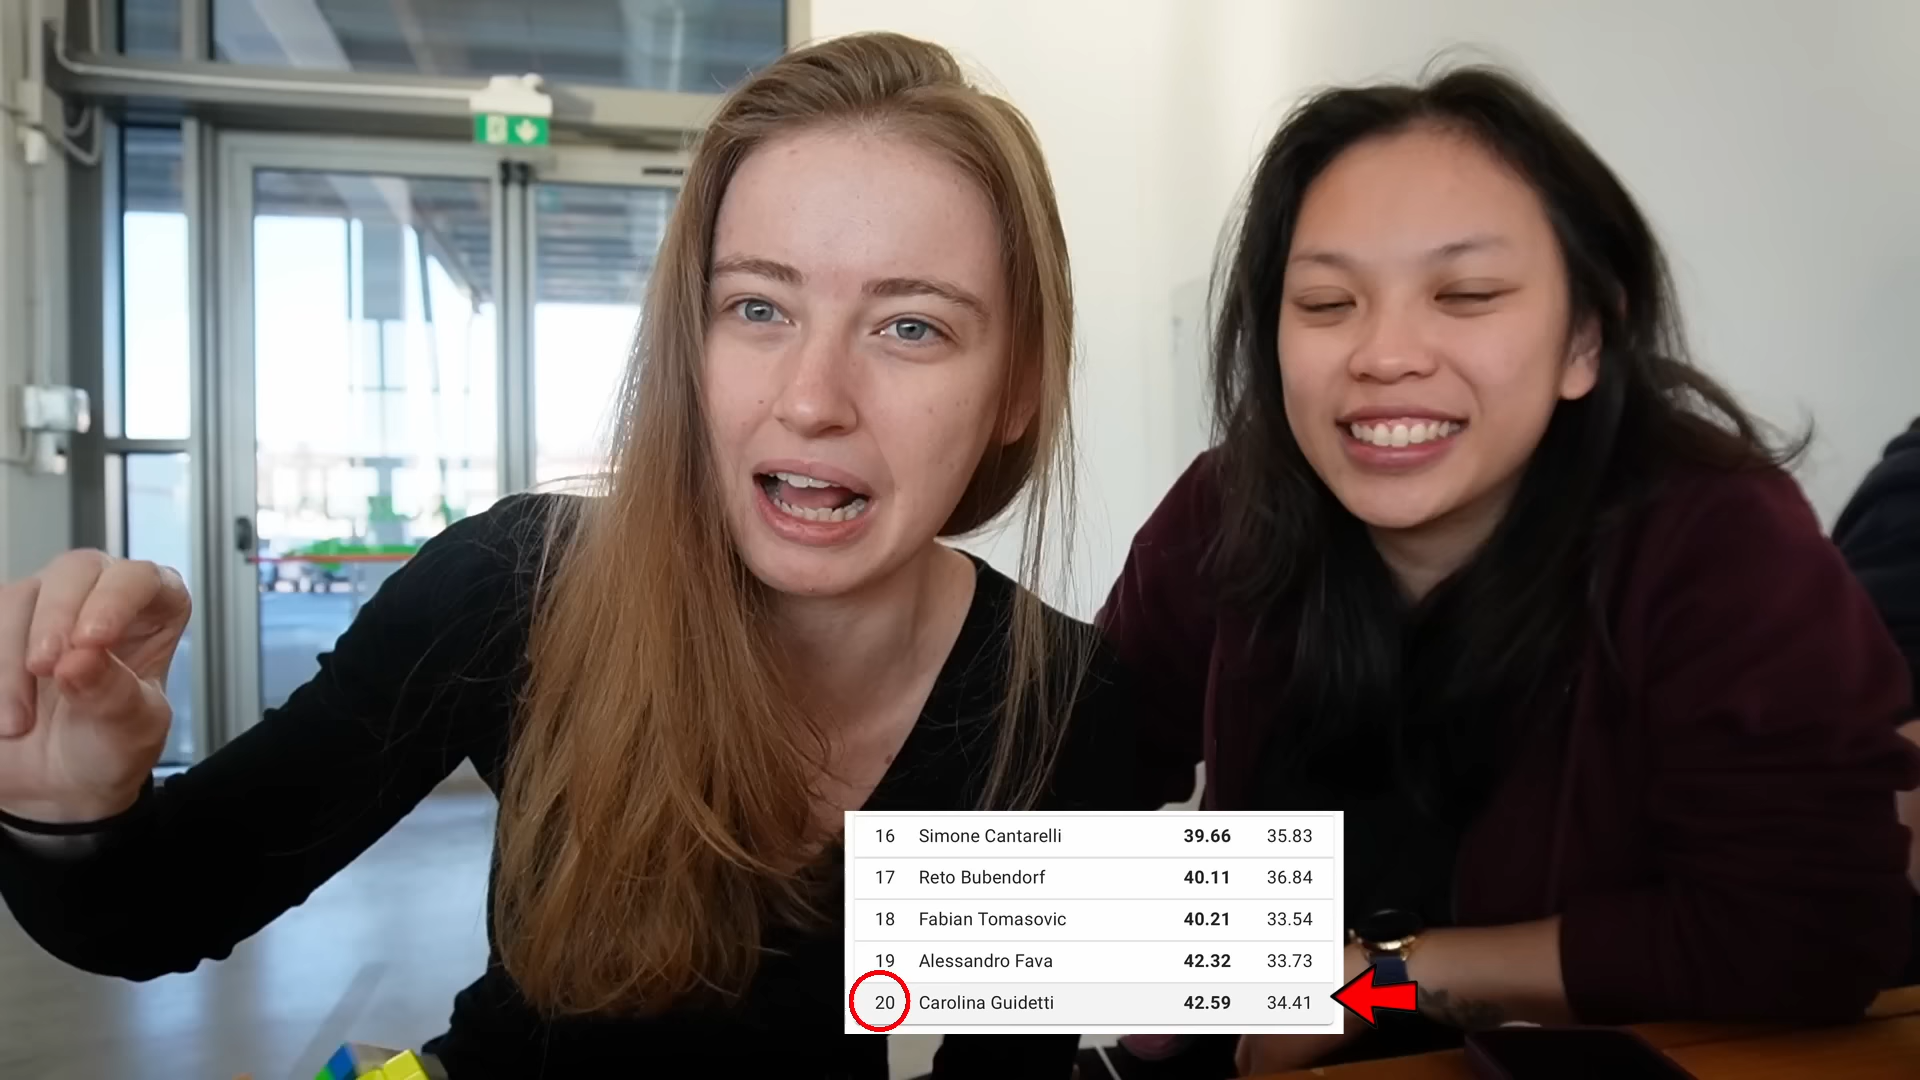 16 Simone Cantarelli 39.66 35.83
17 Reto Bubendorf 40.11 36.84
18 Fabian Tomasovic 40.21 33.54
19 Alessandro Fava 42.32 33.73
20 Carolina Guidetti 42.59 34.41